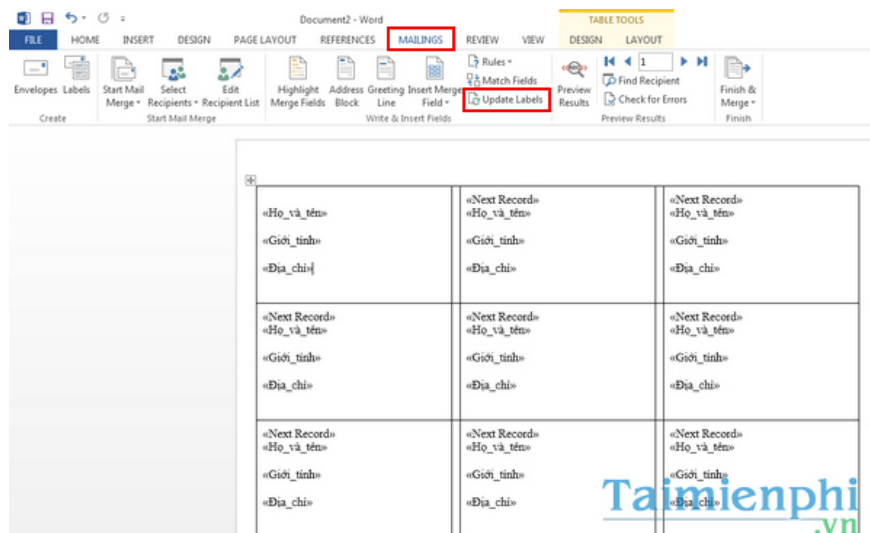 Document2 - Word
TABLE TOOLS
FILE HOME INSERT DESIGN PAGE LAYOUT REFERENCES MAILINGS REVIEW VIEW DESIGN LAYOUT
Envelopes Labels
Start Mail Merge
Select Recipients
Edit Recipient List
Highlight Merge Fields
Address Block
Greeting Line
Insert Merge Field
Rules
Match Fields
Update Labels
Preview Results
1
Find Recipient
Check for Errors
Finish & Merge
Create Start Mail Merge Write & Insert Fields Preview Results Finish
«Next Record» «Next Record»
«Họ_và_tên» «Họ_và_tên» «Họ_và_tên»
«Giới_tính» «Giới_tính» «Giới_tính»
«Địa_chỉ» «Địa_chỉ» «Địa_chỉ»
«Next Record» «Next Record» «Next Record»
«Họ_và_tên» «Họ_và_tên» «Họ_và_tên»
«Giới_tính» «Giới_tính» «Giới_tính»
«Địa_chỉ» «Địa_chỉ» «Địa_chỉ»
«Next Record» «Next Record» «Next Record»
«Họ_và_tên» «Họ_và_tên» «Họ_và_tên»
«Giới_tính» «Giới_tính» «Giới_tính»
«Địa_chỉ» «Địa_chỉ» «Địa_chỉ»
Taimienphi
.vn